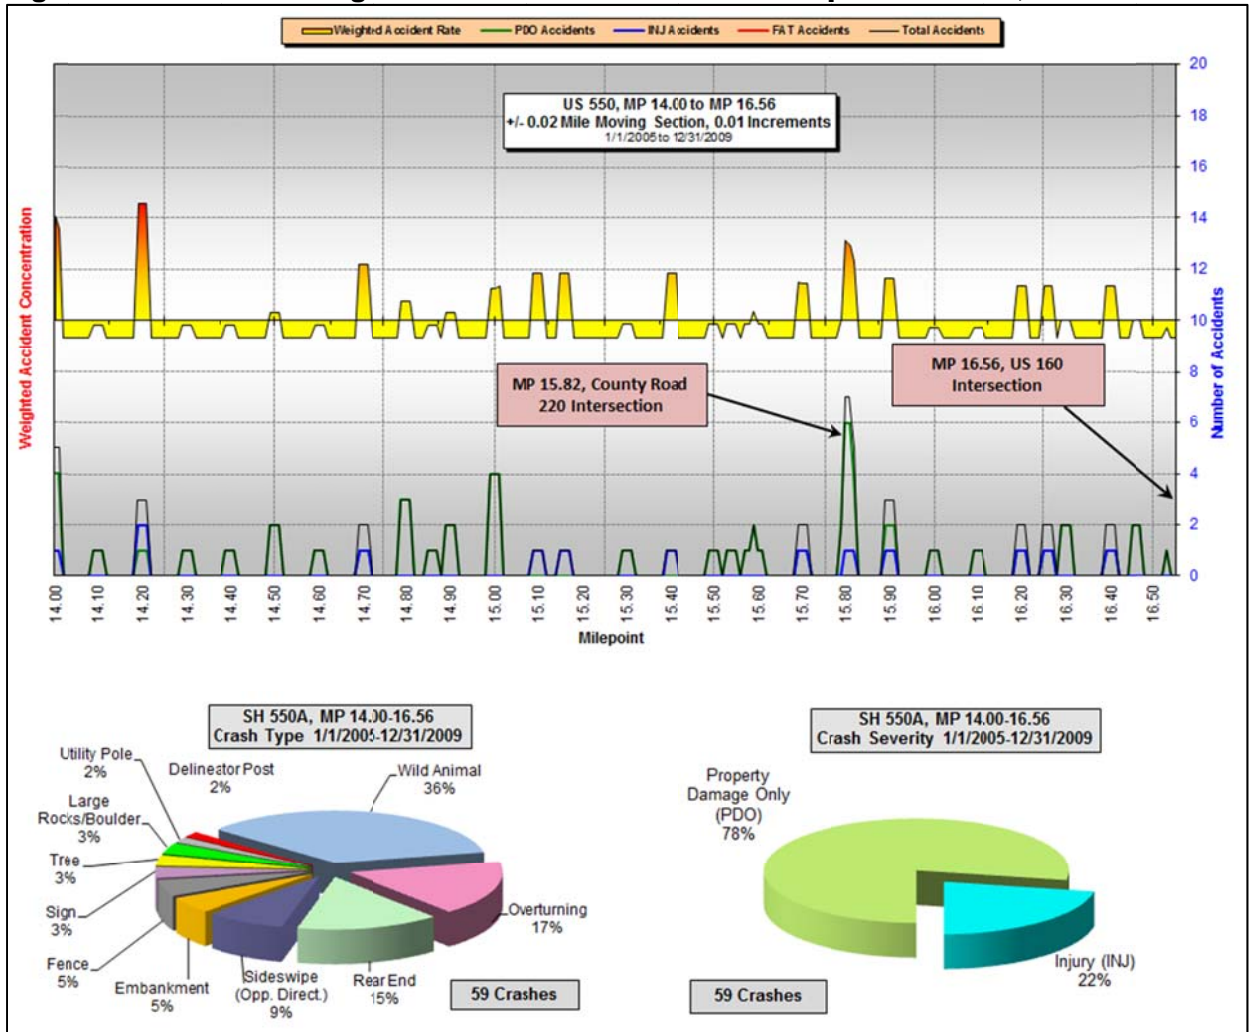 Weighted Accident Rate PDO Accidents INJ Accidents FAT Accidents Total Accidents
US 550, MP 14.00 to MP 16.56
+/- 0.02 Mile Moving Section, 0.01 Increments
1/1/2005 to 12/31/2009
Weighted Accident Concentration
20
18
16
14
12
10
8
6
4
2
0
Number of Accidents
MP 15.82, County Road
220 Intersection
MP 16.56, US 160
Intersection
14.00 14.10 14.20 14.30 14.40 14.50 14.60 14.70 14.80 14.90 15.00 15.10 15.20 15.30 15.40 15.50 15.60 15.70 15.80 15.90 16.00 16.10 16.20 16.30 16.40 16.50
Milepoint
SH 550A, MP 14.00-16.56
Crash Type 1/1/2005-12/31/2009
Utility Pole
2%
Delineator Post
2%
Wild Animal
36%
Large
Rocks/Boulder
3%
Tree
3%
Sign
3%
Fence
5%
Embankment
5%
Sideswipe
(Opp. Direct.)
9%
Rear End
15%
Overturning
17%
59 Crashes
SH 550A, MP 14.00-16.56
Crash Severity 1/1/2005-12/31/2009
Property
Damage Only
(PDO)
78%
Injury (INJ)
22%
59 Crashes